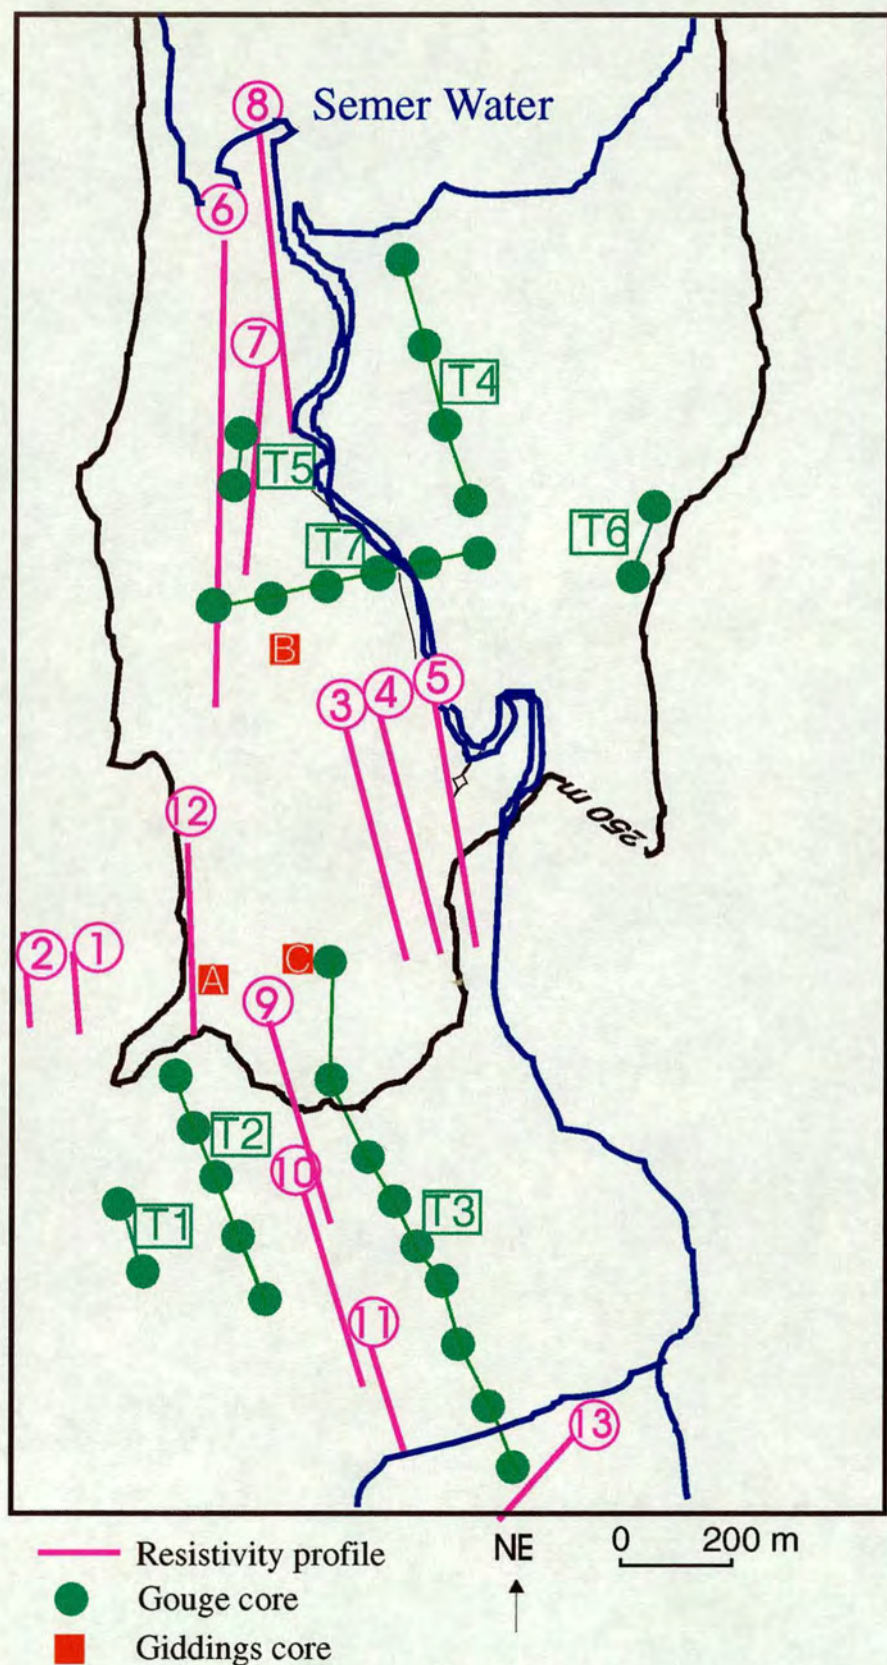 8
Semer Water
6
7
T4
T5
T6
T7
B
5
4
3
250 m
12
1
2
C
A
9
T2
10
T1
T3
11
13
Resistivity profile
NE
0
200 m
Gouge core
Giddings core